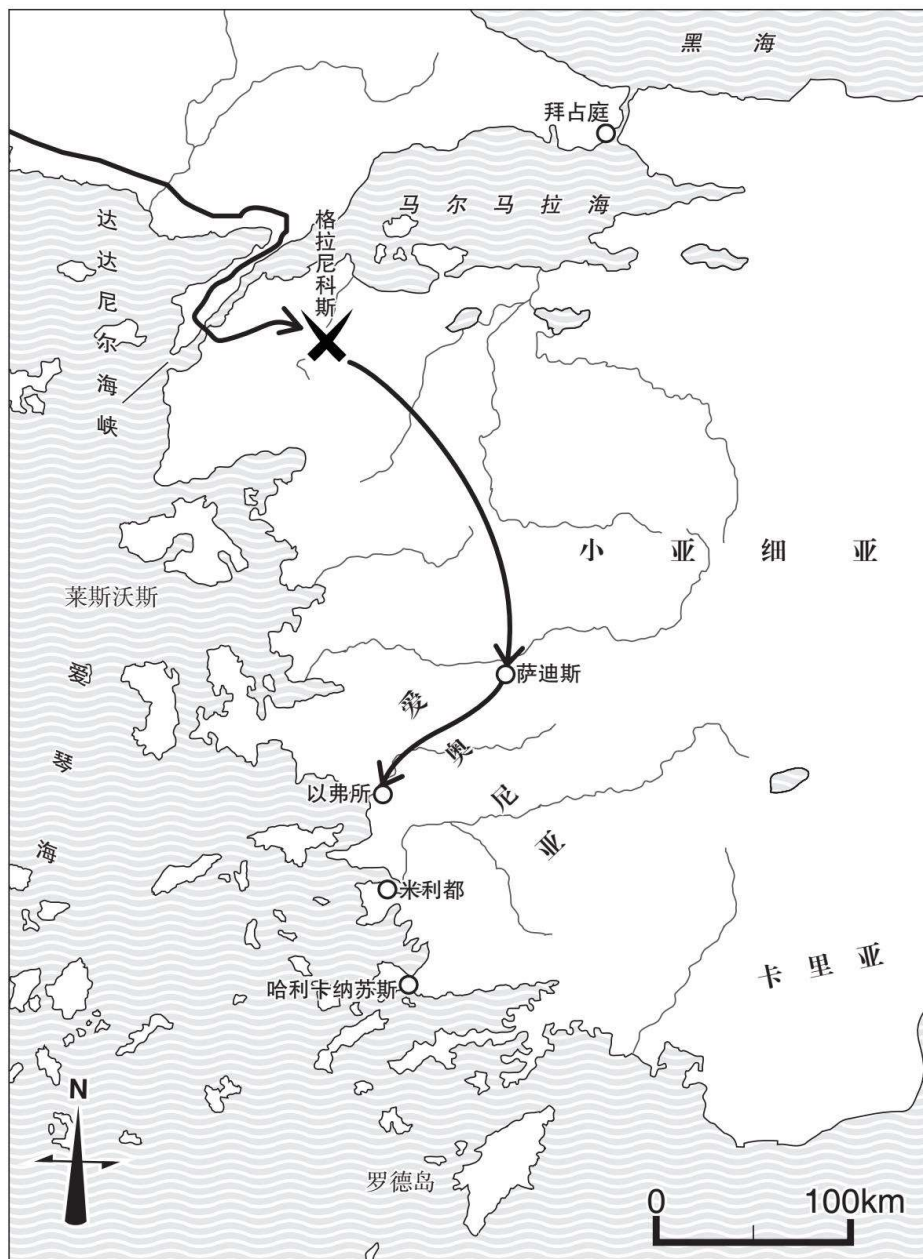 黑海
拜占庭
马尔马拉海
达达尼尔海峡
格拉尼科斯
小亚细亚
莱斯沃斯
爱琴海
萨迪斯
爱奥尼亚
以弗所
米利都
哈利卡纳苏斯
卡里亚
罗德岛
N
0 100km